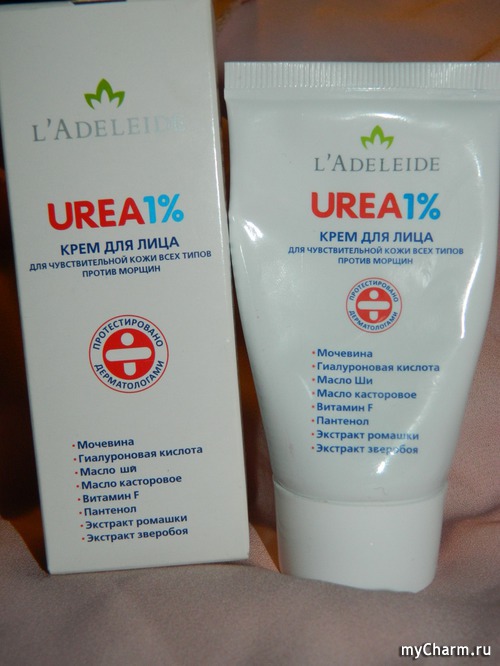 L'ADELEIDE
UREA1%
КРЕМ ДЛЯ ЛИЦА
ДЛЯ ЧУВСТВИТЕЛЬНОЙ КОЖИ ВСЕХ ТИПОВ
ПРОТИВ МОРЩИН
ПРОТЕСТИРОВАНО
ДЕРМАТОЛОГАМИ
• Мочевина
• Гиалуроновая кислота
• Масло ши
• Масло касторовое
• Витамин F
• Пантенол
• Экстракт ромашки
• Экстракт зверобоя
L'ADELEIDE
UREA1%
КРЕМ ДЛЯ ЛИЦА
ДЛЯ ЧУВСТВИТЕЛЬНОЙ КОЖИ ВСЕХ ТИПОВ
ПРОТИВ МОРЩИН
ПРОТЕСТИРОВАНО
ДЕРМАТОЛОГАМИ
• Мочевина
• Гиалуроновая кислота
• Масло Ши
• Масло касторовое
• Витамин F
• Пантенол
• Экстракт ромашки
• Экстракт зверобоя
myCharm.ru